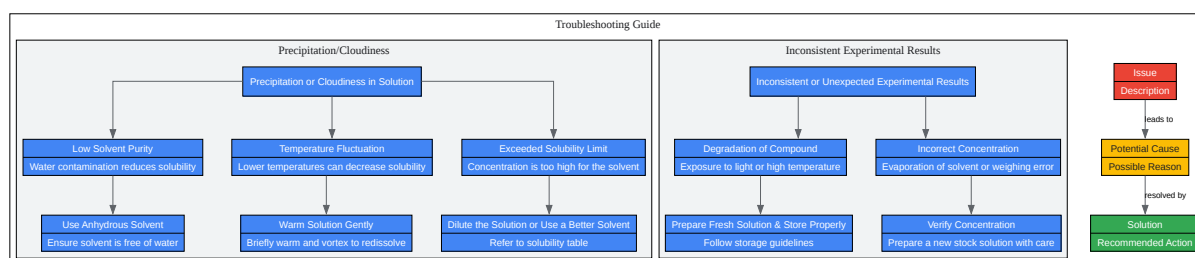 Troubleshooting Guide
Precipitation/Cloudiness
Precipitation or Cloudiness in Solution
Low Solvent Purity
Water contamination reduces solubility
Temperature Fluctuation
Lower temperatures can decrease solubility
Exceeded Solubility Limit
Concentration is too high for the solvent
Use Anhydrous Solvent
Ensure solvent is free of water
Warm Solution Gently
Briefly warm and vortex to redissolve
Dilute the Solution or Use a Better Solvent
Refer to solubility table
Inconsistent Experimental Results
Inconsistent or Unexpected Experimental Results
Degradation of Compound
Exposure to light or high temperature
Incorrect Concentration
Evaporation of solvent or weighing error
Prepare Fresh Solution & Store Properly
Follow storage guidelines
Verify Concentration
Prepare a new stock solution with care
Issue
Description
leads to
Potential Cause
Possible Reason
resolved by
Solution
Recommended Action